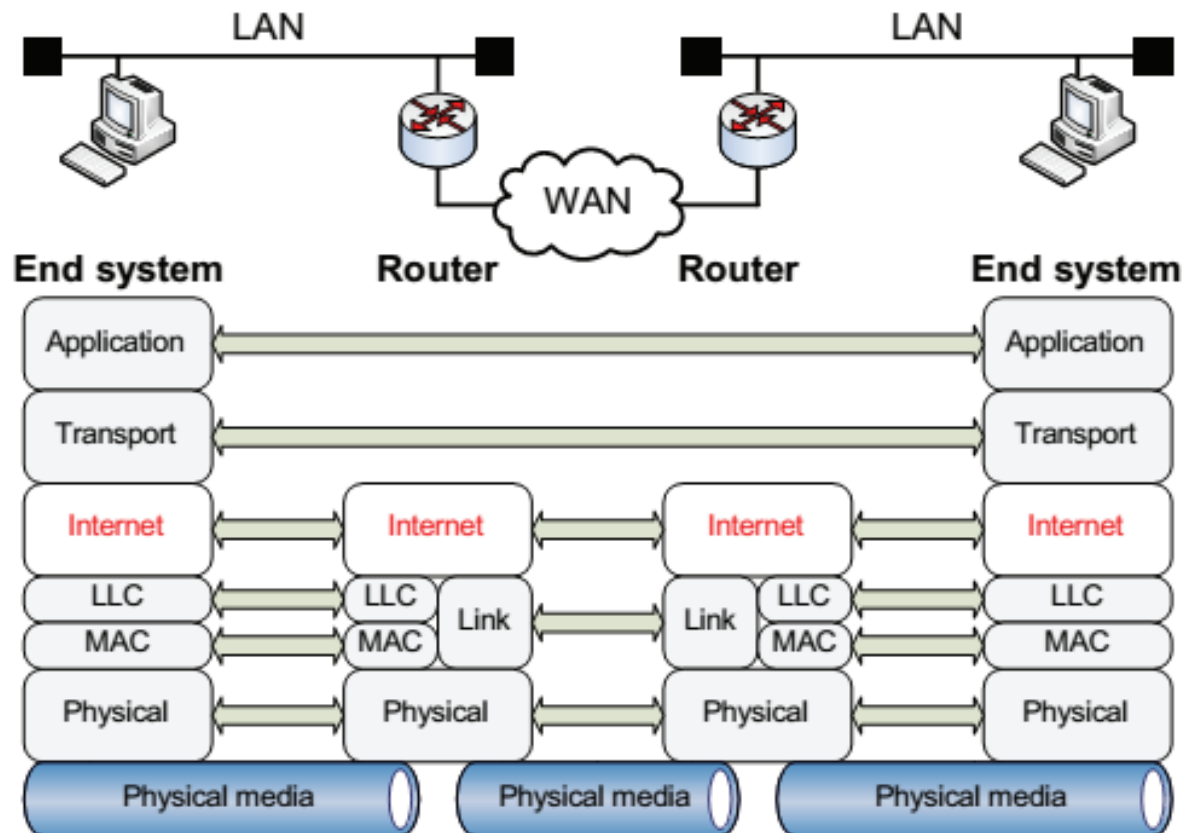 LAN
LAN
WAN
End system
Router
Router
End system
Application
Application
Transport
Transport
Internet
Internet
Internet
Internet
LLC
LLC
Link
Link
LLC
LLC
MAC
MAC
MAC
MAC
Physical
Physical
Physical
Physical
Physical media
Physical media
Physical media